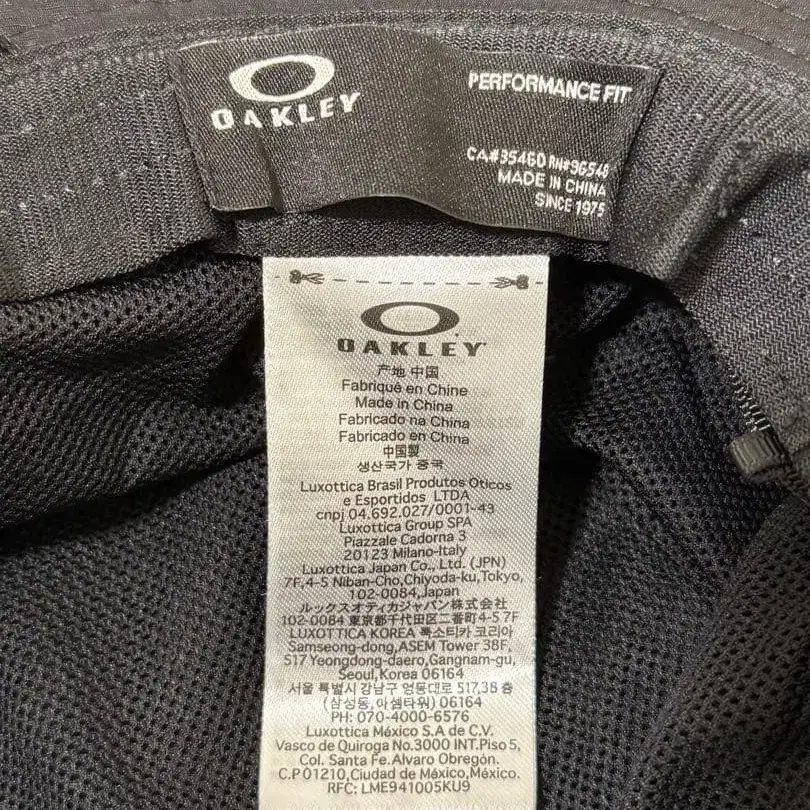 OAKLEY
PERFORMANCE FIT
CA#35460 RN#96548
MADE IN CHINA
SINCE 1975
OAKLEY
产地 中国
Fabriqué en Chine
Made in China
Fabricado na China
Fabricado en China
中国製
생산국가 중국
Luxottica Brasil Produtos Oticos
e Esportidos LTDA
cnpj 04.692.027/0001-43
Luxottica Group SPA
Piazzale Cadorna 3
20123 Milano-Italy
Luxottica Japan Co., Ltd. (JPN)
7F,4-5 Niban-Cho,Chiyoda-ku,Tokyo,
102-0084,Japan
ルックスオティカジャパン株式会社
102-0084 東京都千代田区二番町4-5 7F
LUXOTTICA KOREA 룩소티카 코리아
Samseong-dong,ASEM Tower 38F,
517 Yeongdong-daero,Gangnam-gu,
Seoul,Korea 06164
서울 특별시 강남구 영동대로 517,38 층
(삼성동,아셈타워) 06164
PH: 070-4000-6576
Luxottica México S.A de C.V.
Vasco de Quiroga No.3000 INT.Piso 5,
Col. Santa Fe.Alvaro Obregón.
C.P 01210,Ciudad de México,México.
RFC: LME941005KU9